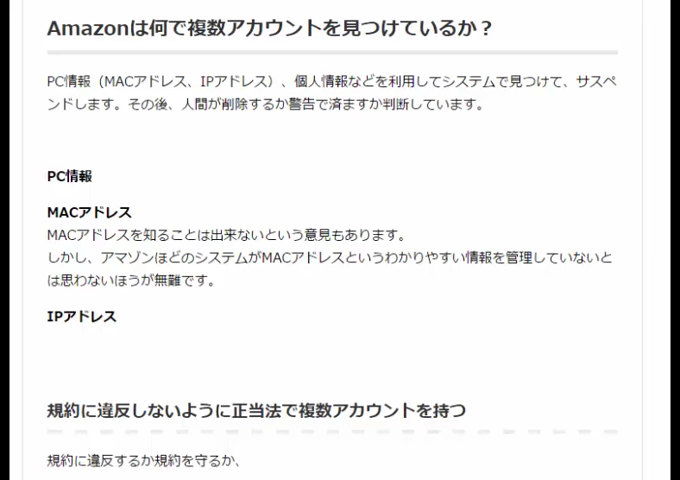 Amazonは何で複数アカウントを見つけているか？
PC情報（MACアドレス、IPアドレス）、個人情報などを利用してシステムで見つけて、サスペ
ンドします。その後、人間が削除するか警告で済ますか判断しています。
PC情報
MACアドレス
MACアドレスを知ることは出来ないという意見もあります。
しかし、アマゾンほどのシステムがMACアドレスというわかりやすい情報を管理していないと
は思わないほうが無難です。
IPアドレス
規約に違反しないように正当法で複数アカウントを持つ
規約に違反するか規約を守るか、